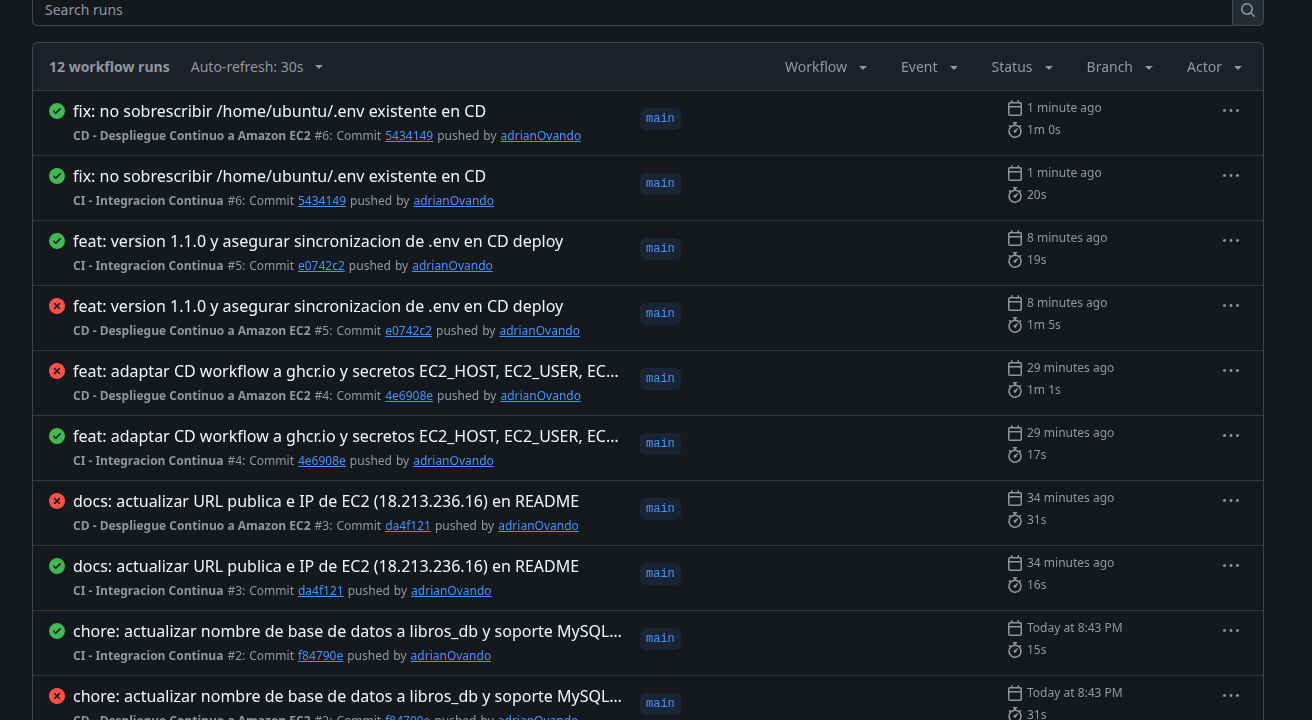 Search runs
12 workflow runs Auto-refresh: 30s Workflow Event Status Branch Actor
fix: no sobrescribir /home/ubuntu/.env existente en CD main 1 minute ago
CD - Despliegue Continuo a Amazon EC2 #6: Commit 5434149 pushed by adrianOvando 1m 0s
fix: no sobrescribir /home/ubuntu/.env existente en CD main 1 minute ago
CI - Integracion Continua #6: Commit 5434149 pushed by adrianOvando 20s
feat: version 1.1.0 y asegurar sincronizacion de .env en CD deploy main 8 minutes ago
CI - Integracion Continua #5: Commit e0742c2 pushed by adrianOvando 19s
feat: version 1.1.0 y asegurar sincronizacion de .env en CD deploy main 8 minutes ago
CD - Despliegue Continuo a Amazon EC2 #5: Commit e0742c2 pushed by adrianOvando 1m 5s
feat: adaptar CD workflow a ghcr.io y secretos EC2_HOST, EC2_USER, EC... main 29 minutes ago
CD - Despliegue Continuo a Amazon EC2 #4: Commit 4e6908e pushed by adrianOvando 1m 1s
feat: adaptar CD workflow a ghcr.io y secretos EC2_HOST, EC2_USER, EC... main 29 minutes ago
CI - Integracion Continua #4: Commit 4e6908e pushed by adrianOvando 17s
docs: actualizar URL publica e IP de EC2 (18.213.236.16) en README main 34 minutes ago
CD - Despliegue Continuo a Amazon EC2 #3: Commit da4f121 pushed by adrianOvando 31s
docs: actualizar URL publica e IP de EC2 (18.213.236.16) en README main 34 minutes ago
CI - Integracion Continua #3: Commit da4f121 pushed by adrianOvando 16s
chore: actualizar nombre de base de datos a libros_db y soporte MySQL... main Today at 8:43 PM
CI - Integracion Continua #2: Commit f84790e pushed by adrianOvando 15s
chore: actualizar nombre de base de datos a libros_db y soporte MySQL... main Today at 8:43 PM
CD - Despliegue Continuo a Amazon EC2 #2: Commit f84790e pushed by adrianOvando 31s